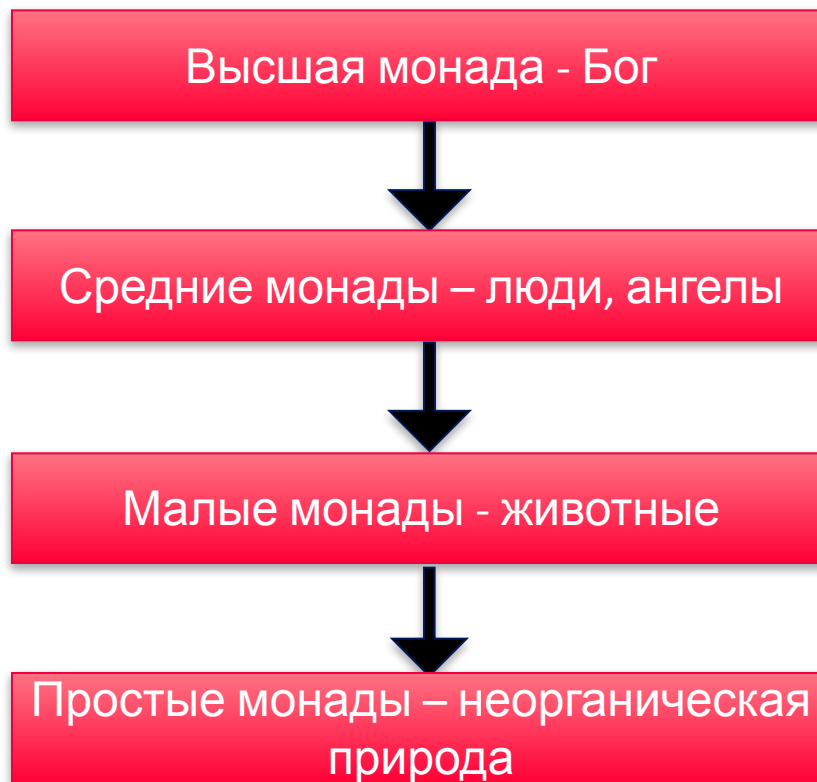 Высшая монада - Бог
Средние монады – люди, ангелы
Малые монады - животные
Простые монады – неорганическая
природа